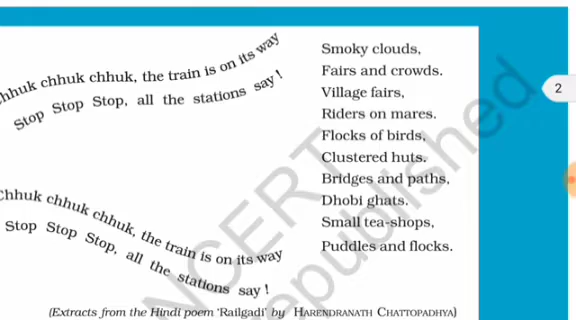 chhuk chhuk chhuk, the train is on its way
Stop Stop Stop, all the stations say!
Chhuk chhuk chhuk, the train is on its way
Stop Stop Stop, all the stations say!
Smoky clouds,
Fairs and crowds.
Village fairs,
Riders on mares.
Flocks of birds,
Clustered huts.
Bridges and paths,
Dhobi ghats.
Small tea-shops,
Puddles and flocks.
(Extracts from the Hindi poem 'Railgadi' by HARENDRANATH CHATTOPADHYA)
2
NCERT
republished